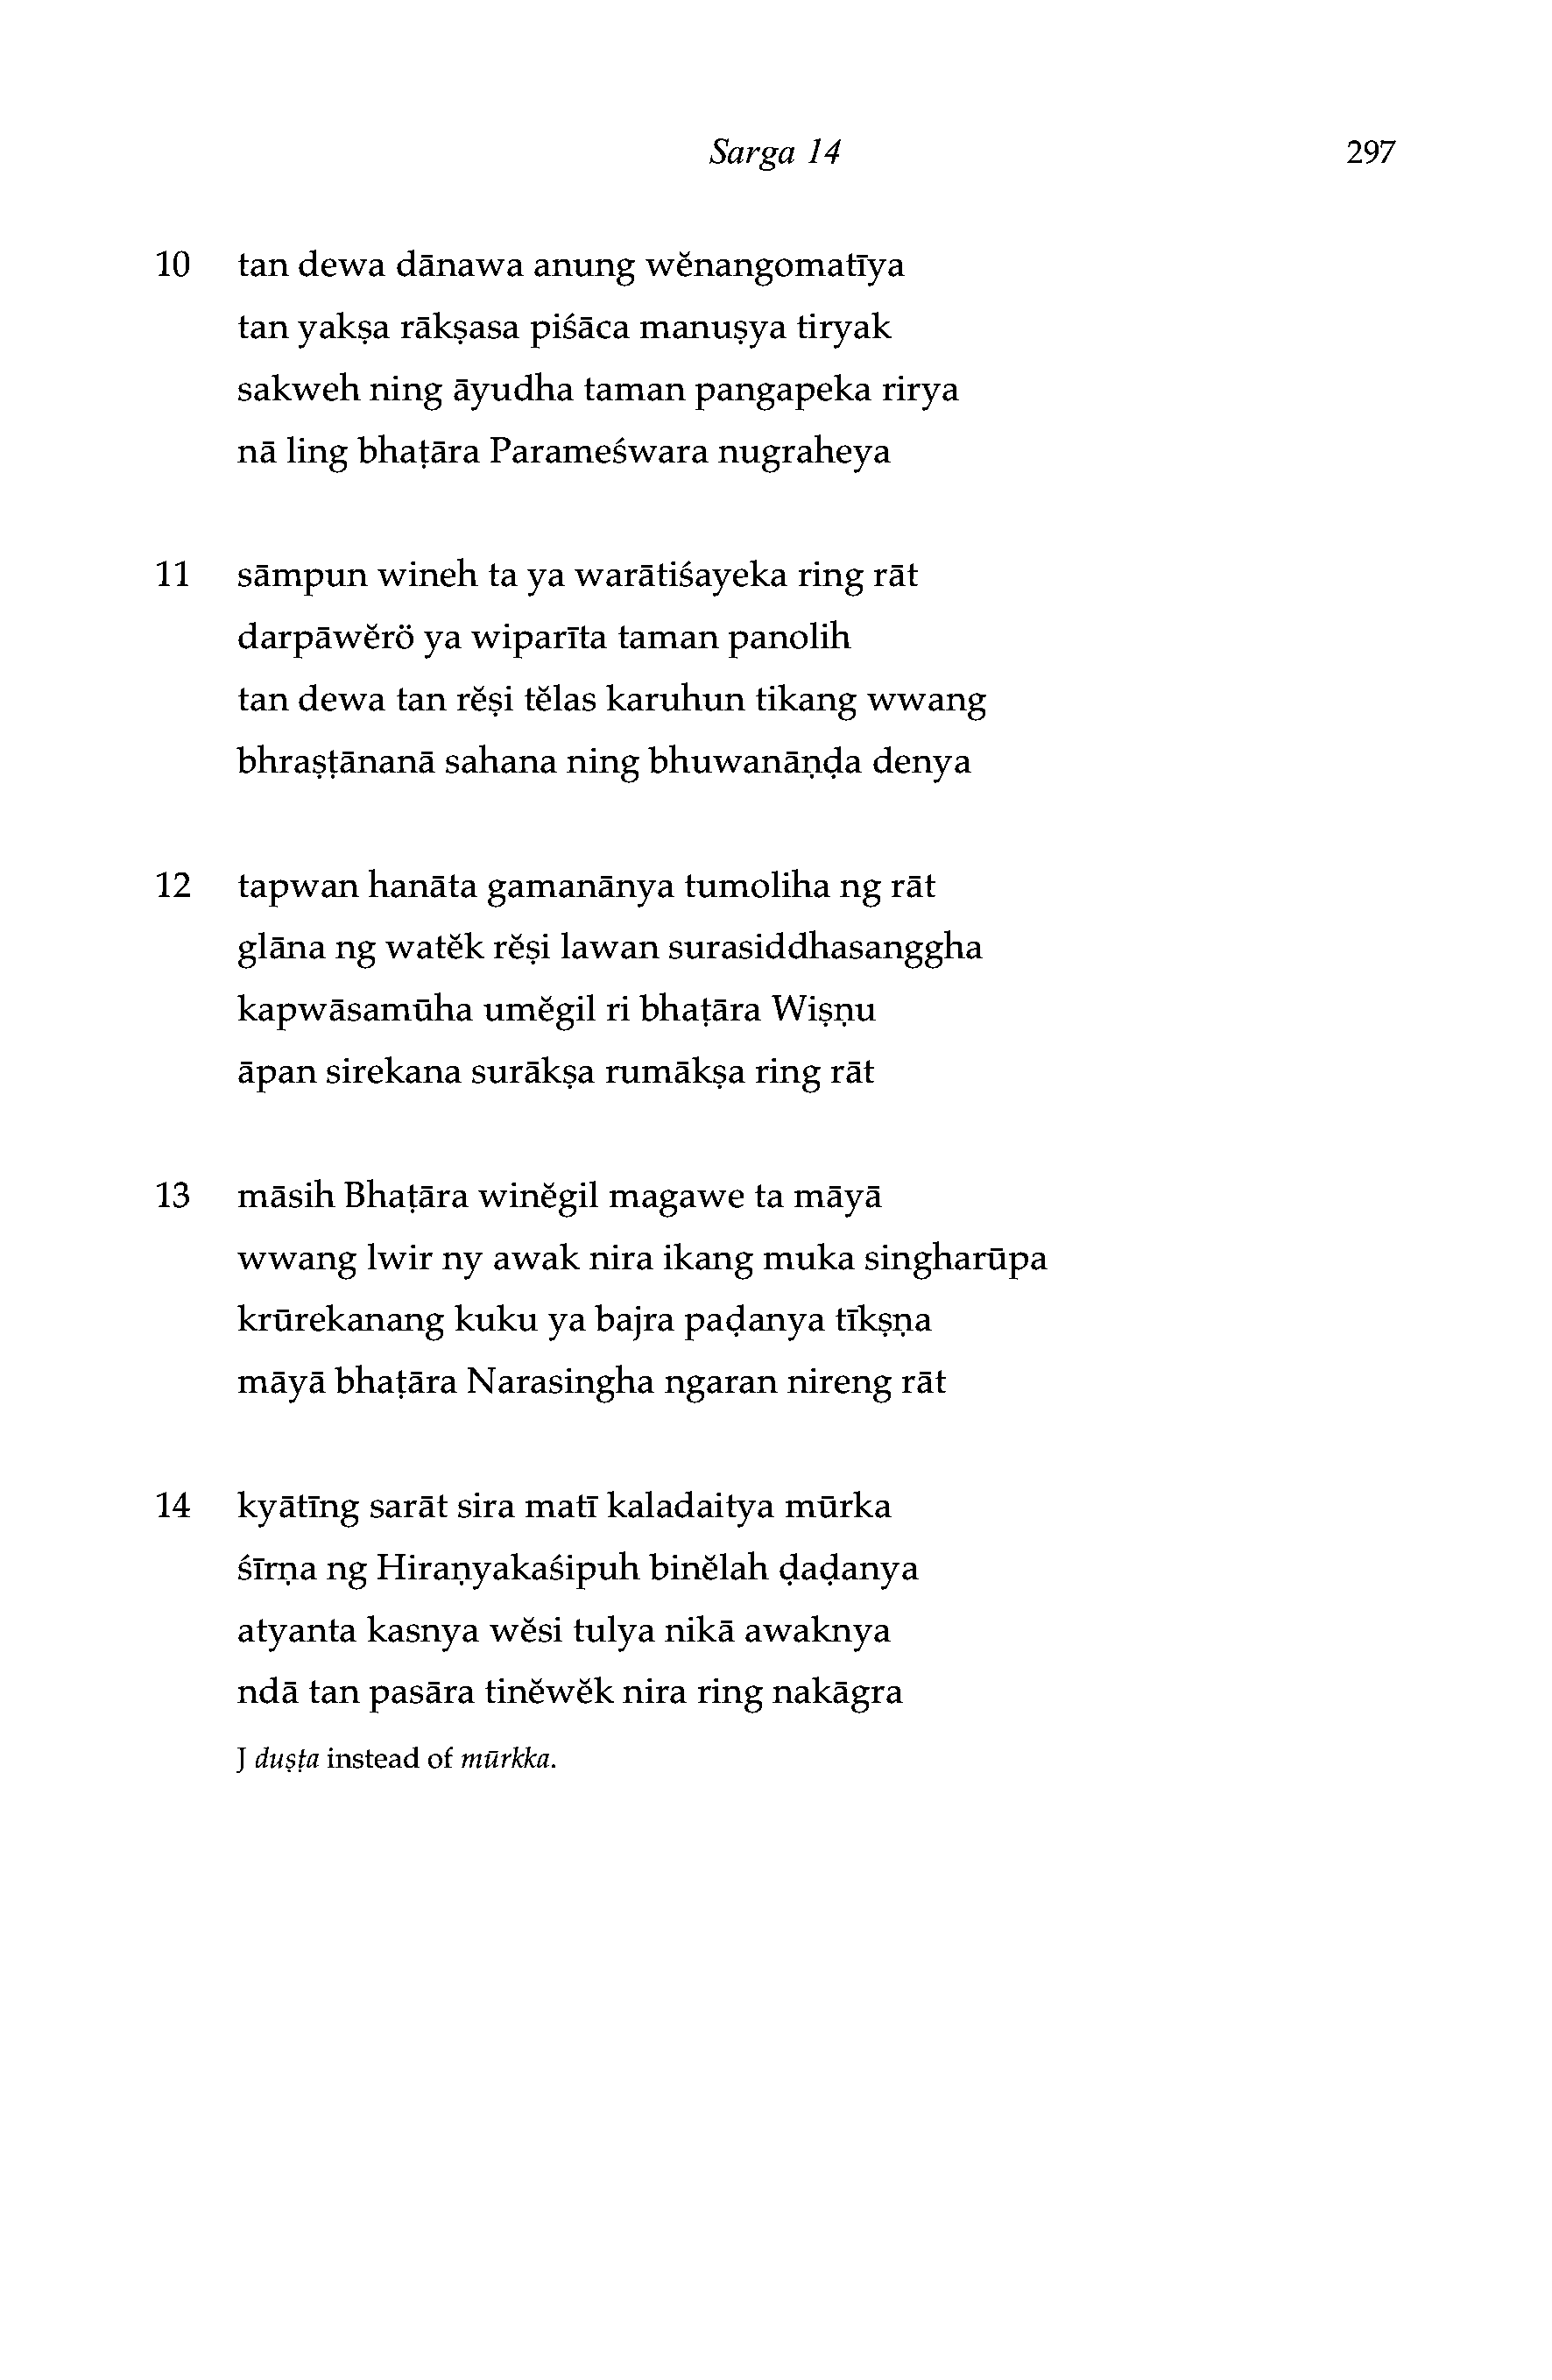 Sarga 14 297
10 tan dewa dānawa anung wĕnangomatīya
tan yakṣa rākṣasa piśāca manuṣya tiryak
sakweh ning āyudha taman pangapeka rirya
nā ling bhaṭāra Parameśwara nugraheya
11 sāmpun wineh ta ya warātiśayeka ring rāt
darpāwĕrö ya wiparīta taman panolih
tan dewa tan rĕṣi tĕlas karuhun tikang wwang
bhraṣṭānanā sahana ning bhuwanāṇḍa denya
12 tapwan hanāta gamanānya tumoliha ng rāt
glāna ng watĕk rĕṣi lawan surasiddhasanggha
kapwāsamūha umĕgil ri bhaṭāra Wiṣṇu
āpan sirekana surākṣa rumākṣa ring rāt
13 māsih Bhaṭāra winĕgil magawe ta māyā
wwang lwir ny awak nira ikang muka singharūpa
krūrekanang kuku ya bajra paḍanya tīkṣṇa
māyā bhaṭāra Narasingha ngaran nireng rāt
14 kyātīng sarāt sira matī kaladaitya mūrka
śīrṇa ng Hiraṇyakaśipuh binĕlah ḍaḍanya
atyanta kasnya wĕsi tulya nikā awaknya
ndā tan pasāra tinĕwĕk nira ring nakāgra
J duṣṭa instead of mūrkka.